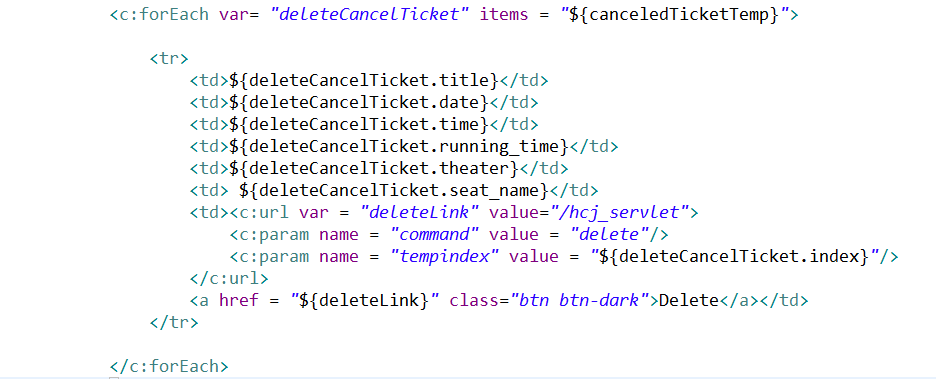 <c:forEach var= "deleteCancelTicket" items = "${canceledTicketTemp}">
<tr>
<td>${deleteCancelTicket.title}</td>
<td>${deleteCancelTicket.date}</td>
<td>${deleteCancelTicket.time}</td>
<td>${deleteCancelTicket.running_time}</td>
<td>${deleteCancelTicket.theater}</td>
<td> ${deleteCancelTicket.seat_name}</td>
<td><c:url var = "deleteLink" value="/hcj_servlet">
<c:param name = "command" value = "delete"/>
<c:param name = "tempindex" value = "${deleteCancelTicket.index}"/>
</c:url>
<a href = "${deleteLink}" class="btn btn-dark">Delete</a></td>
</tr>
</c:forEach>